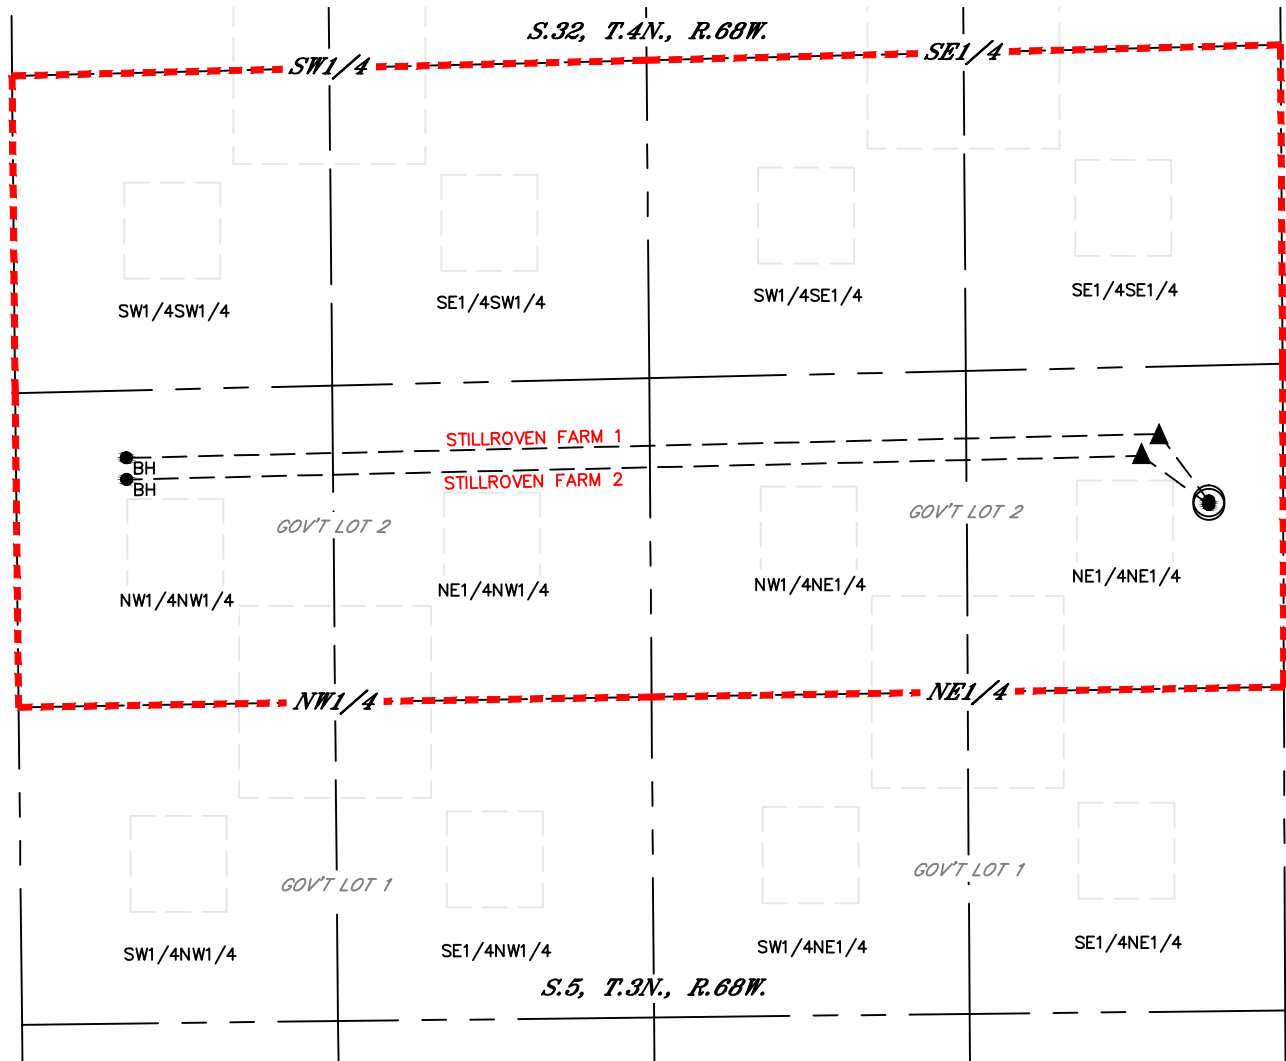 S.32, T.4N., R.68W.
SW1/4
SE1/4
SW1/4SW1/4
SE1/4SW1/4
SW1/4SE1/4
SE1/4SE1/4
STILLROVEN FARM 1
BH
STILLROVEN FARM 2
BH
GOV'T LOT 2
GOV'T LOT 2
NW1/4NW1/4
NE1/4NW1/4
NW1/4NE1/4
NE1/4NE1/4
NW1/4
NE1/4
GOV'T LOT 1
GOV'T LOT 1
SW1/4NW1/4
SE1/4NW1/4
SW1/4NE1/4
SE1/4NE1/4
S.5, T.3N., R.68W.